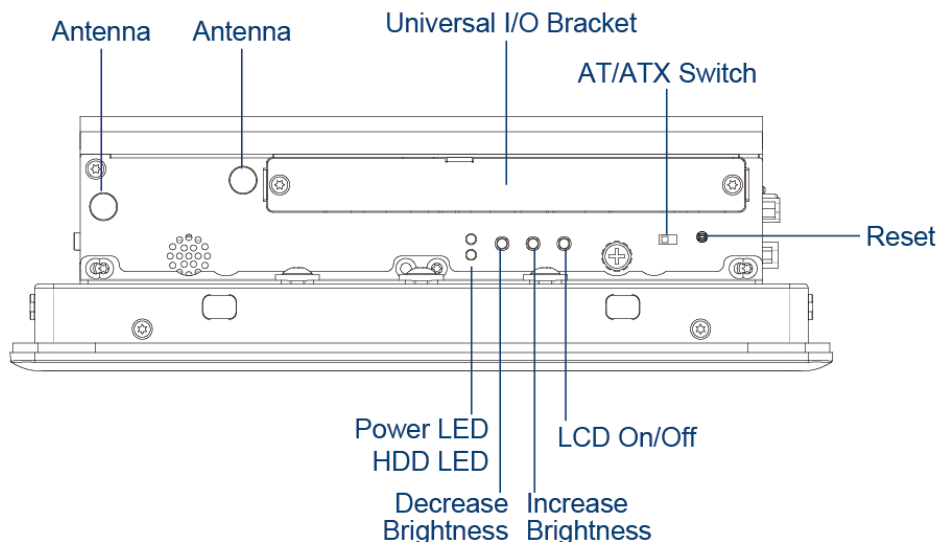 Antenna
Antenna
Universal I/O Bracket
AT/ATX Switch
Reset
Power LED
HDD LED
LCD On/Off
Decrease
Brightness
Increase
Brightness